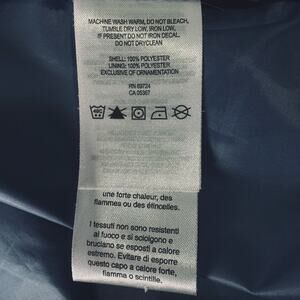 MACHINE WASH WARM, DO NOT BLEACH,
TUMBLE DRY LOW, IRON LOW,
IF PRESENT DO NOT IRON DECAL.
DO NOT DRYCLEAN
SHELL: 100% POLYESTER
LINING: 100% POLYESTER
EXCLUSIVE OF ORNAMENTATION
RN 69724
CA 05367
une forte chaleur, des
flammes ou des étincelles.
I tessuti non sono resistenti
al fuoco e si sciolgono e
bruciano se esposti a calore
estremo. Evitare di esporre
questo capo a calore forte,
fiamma o scintille.